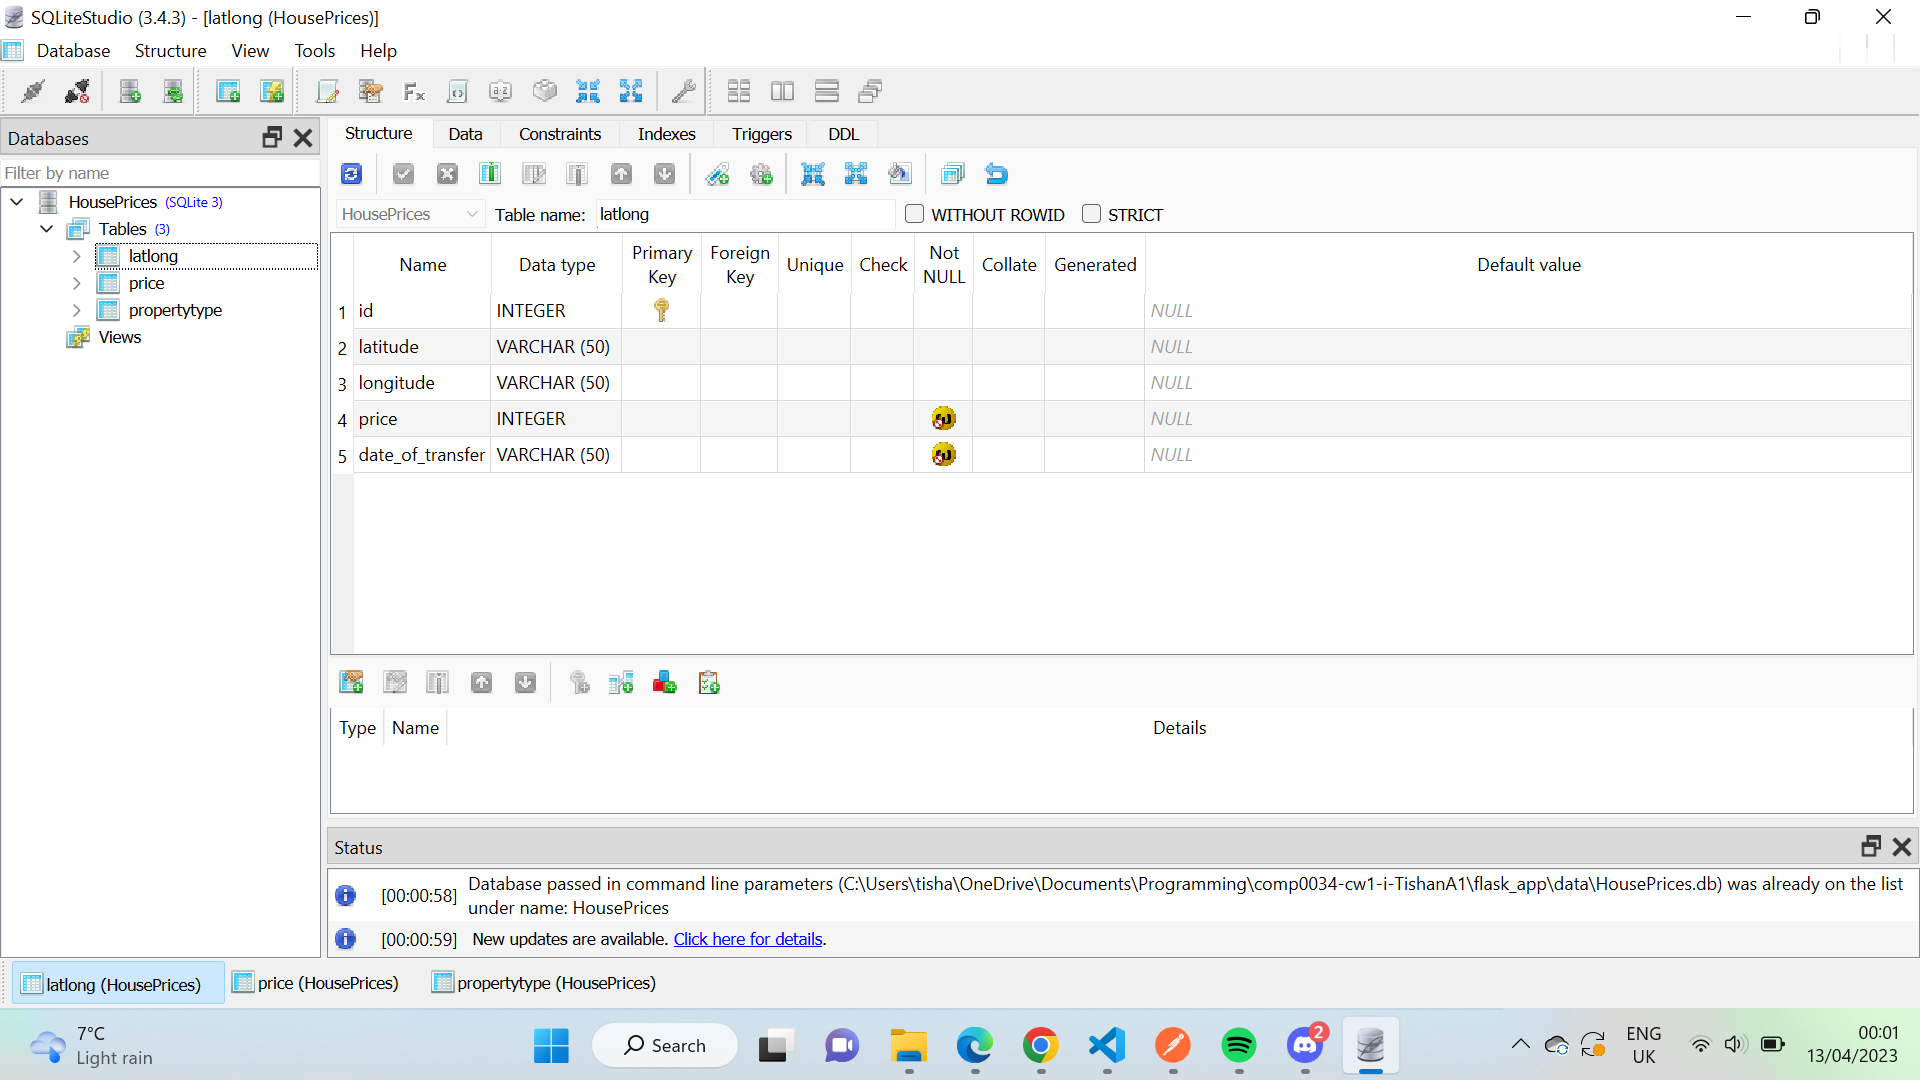 SQLiteStudio (3.4.3) - [latlong (HousePrices)]
Database Structure View Tools Help
Databases
Filter by name
HousePrices (SQLite 3)
Tables (3)
latlong
price
propertytype
Views
Structure Data Constraints Indexes Triggers DDL
HousePrices Table name: latlong WITHOUT ROWID STRICT
Name Data type Primary Key Foreign Key Unique Check Not NULL Collate Generated Default value
1 id INTEGER NULL
2 latitude VARCHAR (50) NULL
3 longitude VARCHAR (50) NULL
4 price INTEGER NULL
5 date_of_transfer VARCHAR (50) NULL
Type Name Details
Status
[00:00:58] Database passed in command line parameters (C:\Users\tisha\OneDrive\Documents\Programming\comp0034-cw1-i-TishanA1\flask_app\data\HousePrices.db) was already on the list
under name: HousePrices
[00:00:59] New updates are available. Click here for details.
latlong (HousePrices) price (HousePrices) propertytype (HousePrices)
7°C
Light rain
Search
2
ENG
UK
00:01
13/04/2023